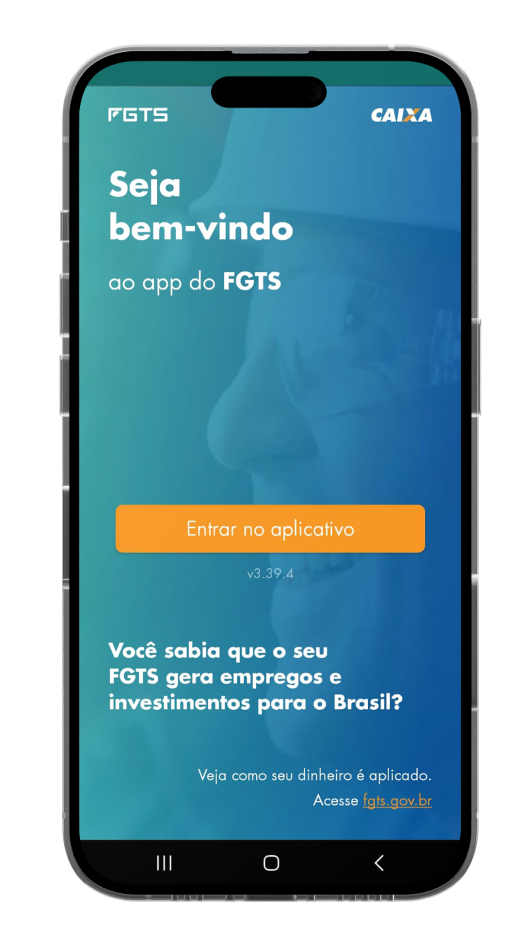 FGTS
CAIXA
Seja
bem-vindo
ao app do FGTS
Entrar no aplicativo
v3.39.4
Você sabia que o seu
FGTS gera empregos e
investimentos para o Brasil?
Veja como seu dinheiro é aplicado.
Acesse fgts.gov.br